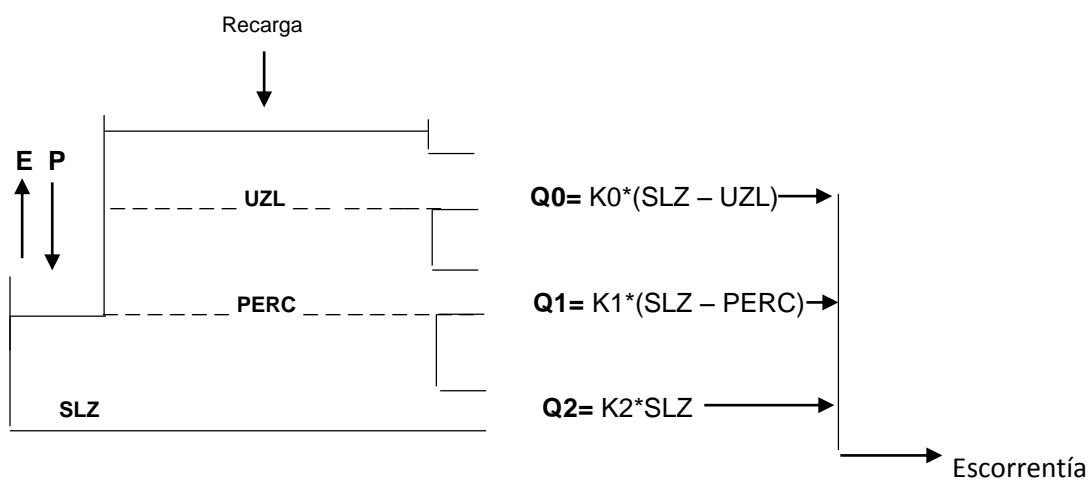 Recarga
E P
UZL
Q0= K0*(SLZ – UZL)
PERC
Q1= K1*(SLZ – PERC)
SLZ
Q2= K2*SLZ
Escorrentía